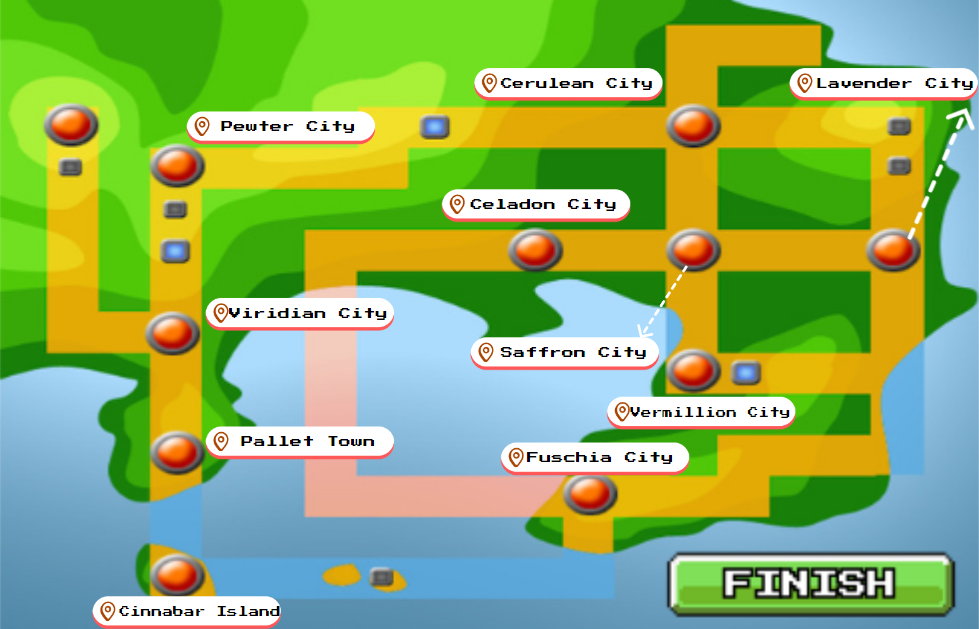 Cerulean City
Lavender City
Pewter City
Celadon City
Viridian City
Saffron City
Vermillion City
Pallet Town
Fuschia City
FINISH
Cinnabar Island